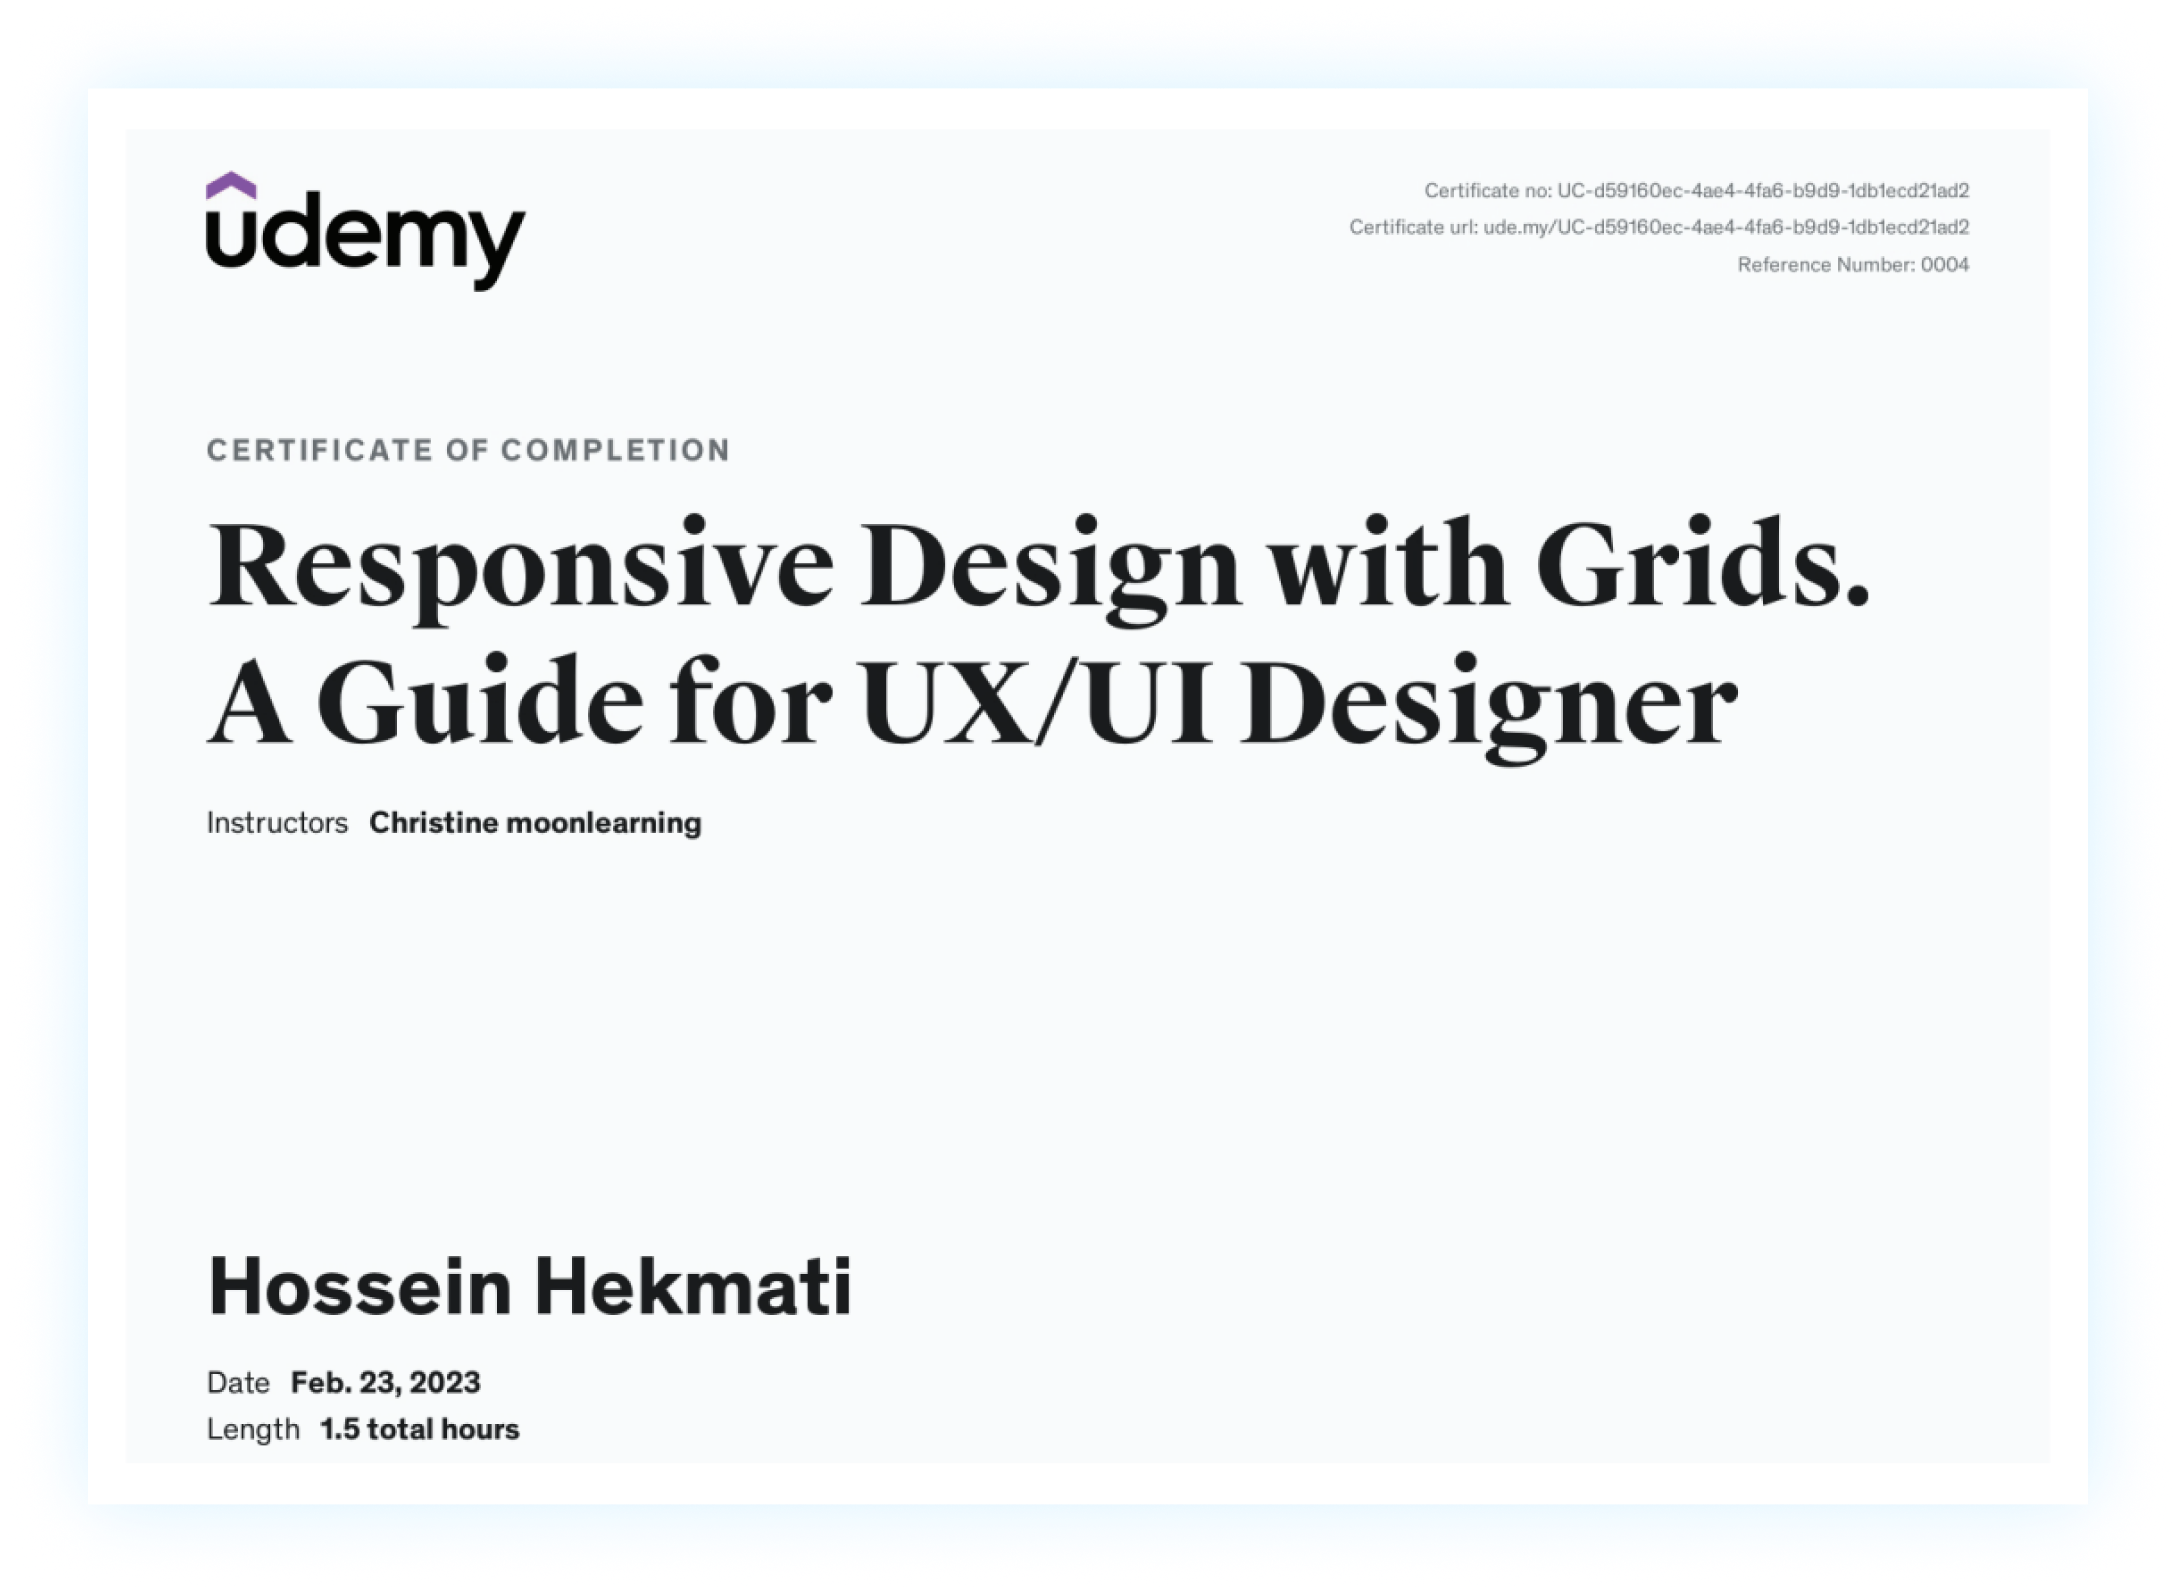 udemy
Certificate no: UC-d59160ec-4ae4-4fa6-b9d9-1db1ecd21ad2
Certificate url: ude.my/UC-d59160ec-4ae4-4fa6-b9d9-1db1ecd21ad2
Reference Number: 0004
CERTIFICATE OF COMPLETION
Responsive Design with Grids.
A Guide for UX/UI Designer
Instructors Christine moonlearning
Hossein Hekmati
Date Feb. 23, 2023
Length 1.5 total hours